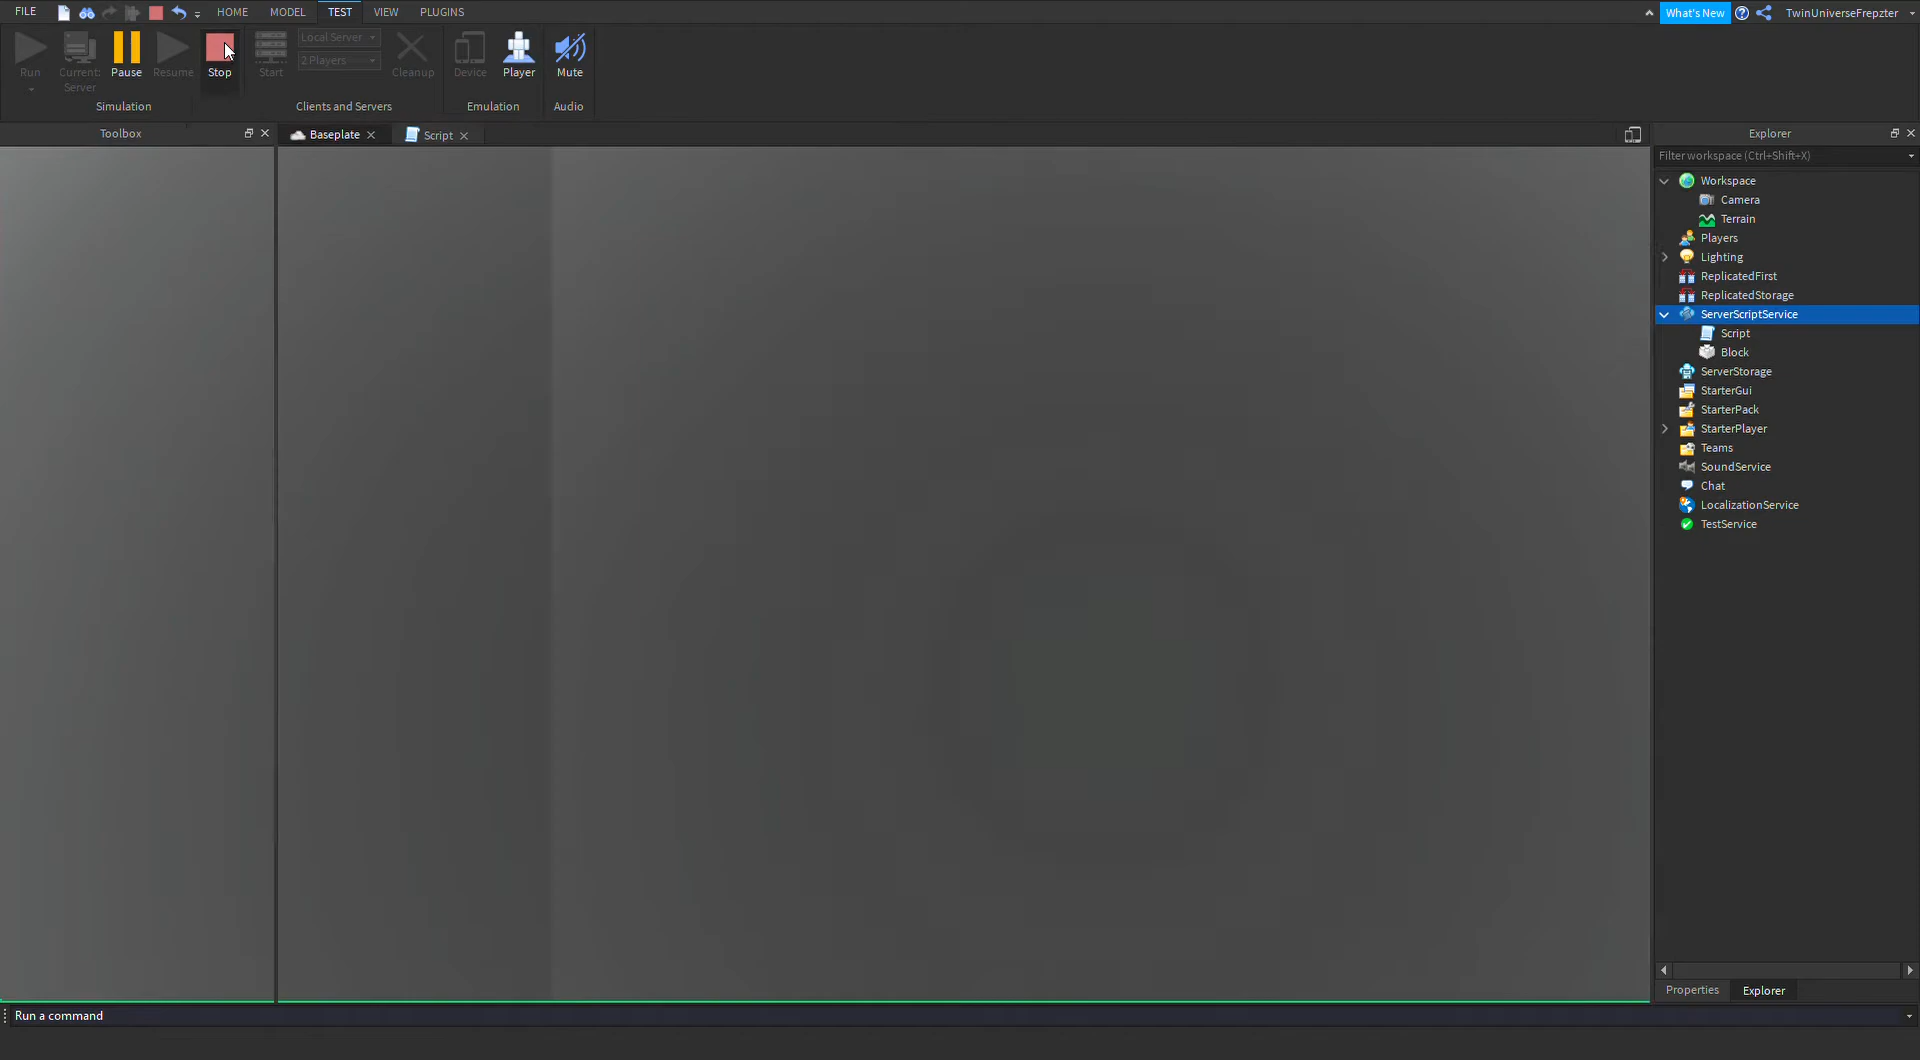 FILE
HOME
MODEL
TEST
VIEW
PLUGINS
What's New
TwinUniverseFrepzter
Run
Current:
Server
Pause
Resume
Stop
Start
Local Server
2 Players
Cleanup
Device
Player
Mute
Simulation
Clients and Servers
Emulation
Audio
Toolbox
Baseplate
Script
Explorer
Filter workspace (Ctrl+Shift+X)
Workspace
Camera
Terrain
Players
Lighting
ReplicatedFirst
ReplicatedStorage
ServerScriptService
Script
Block
ServerStorage
StarterGui
StarterPack
StarterPlayer
Teams
SoundService
Chat
LocalizationService
TestService
Properties
Explorer
Run a command